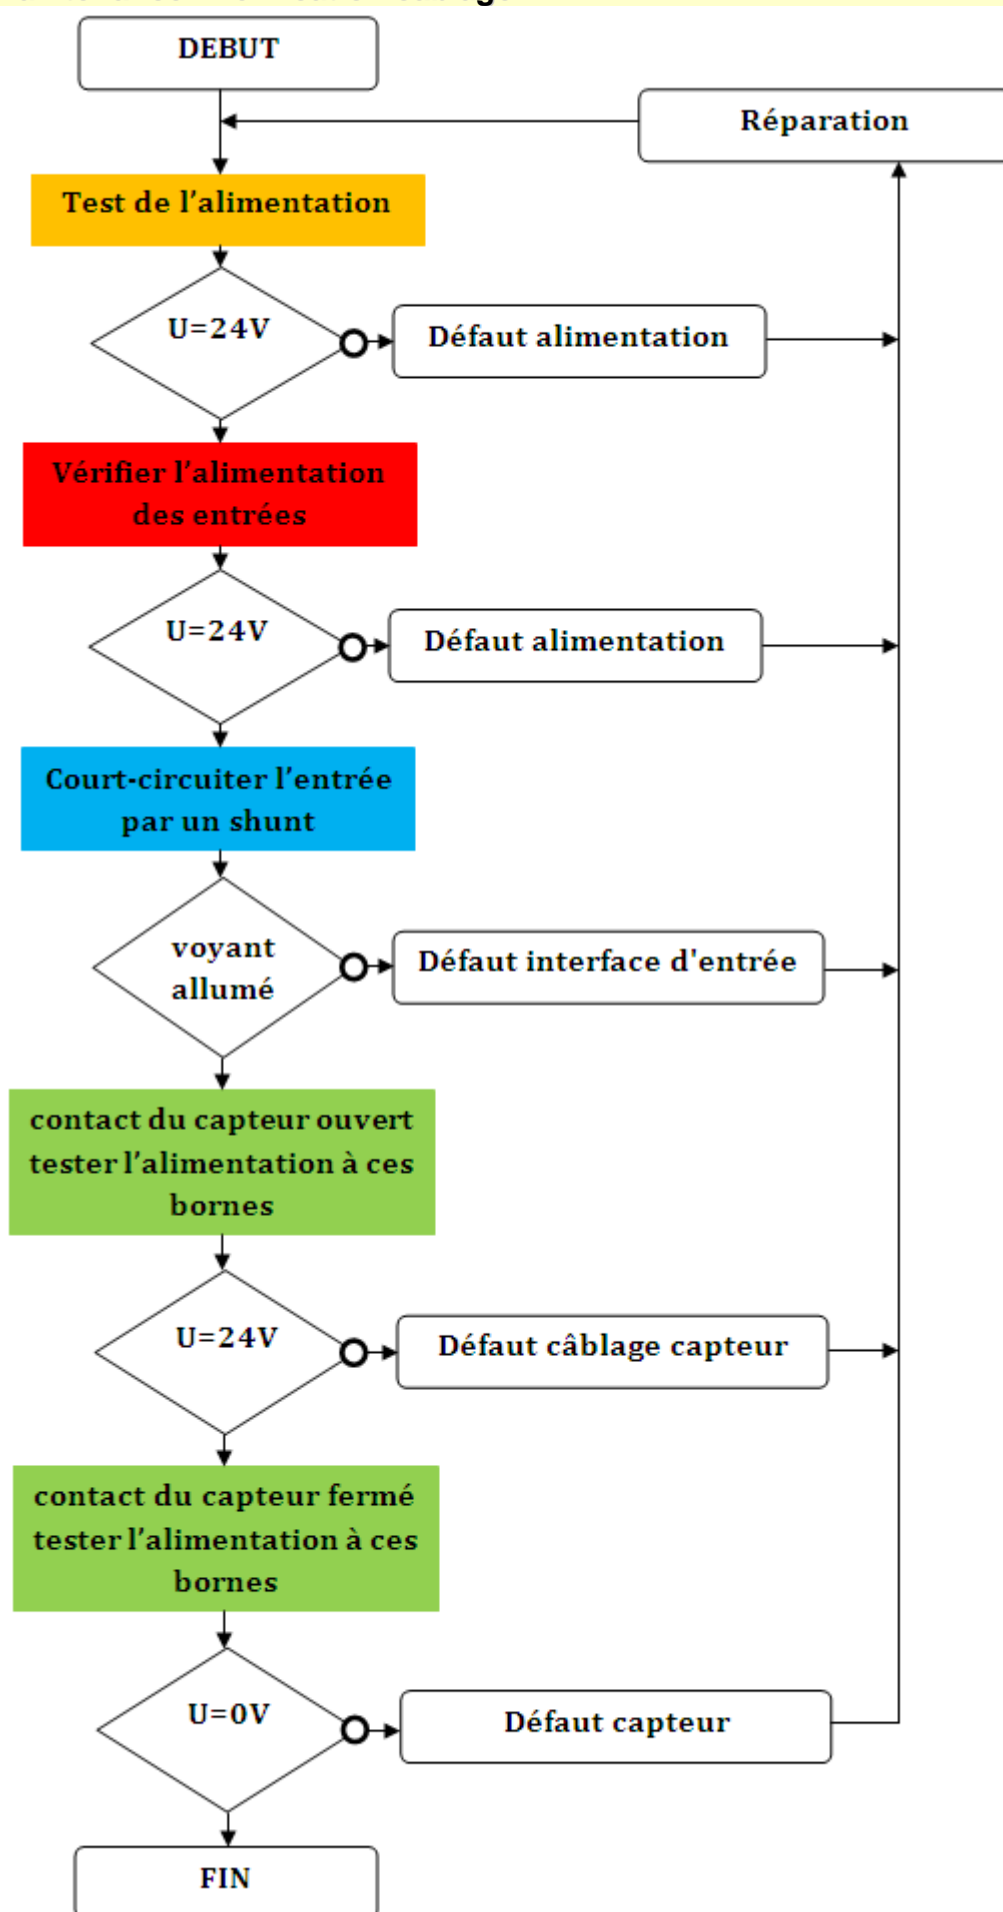 DEBUT
Réparation
Test de l'alimentation
U=24V
Défaut alimentation
Vérifier l'alimentation
des entrées
U=24V
Défaut alimentation
Court-circuiter l'entrée
par un shunt
voyant
allumé
Défaut interface d'entrée
contact du capteur ouvert
tester l'alimentation à ces
bornes
U=24V
Défaut câblage capteur
contact du capteur fermé
tester l'alimentation à ces
bornes
U=0V
Défaut capteur
FIN